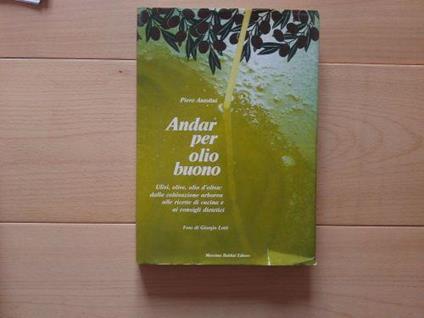 Piero Antolini
Andar
per
olio
buono
Ulivi, olive, olio d'oliva:
dalla coltivazione arborea
alle ricette di cucina e
ai consigli dietetici
Foto di Giorgio Lotti
Massimo Baldini Editore